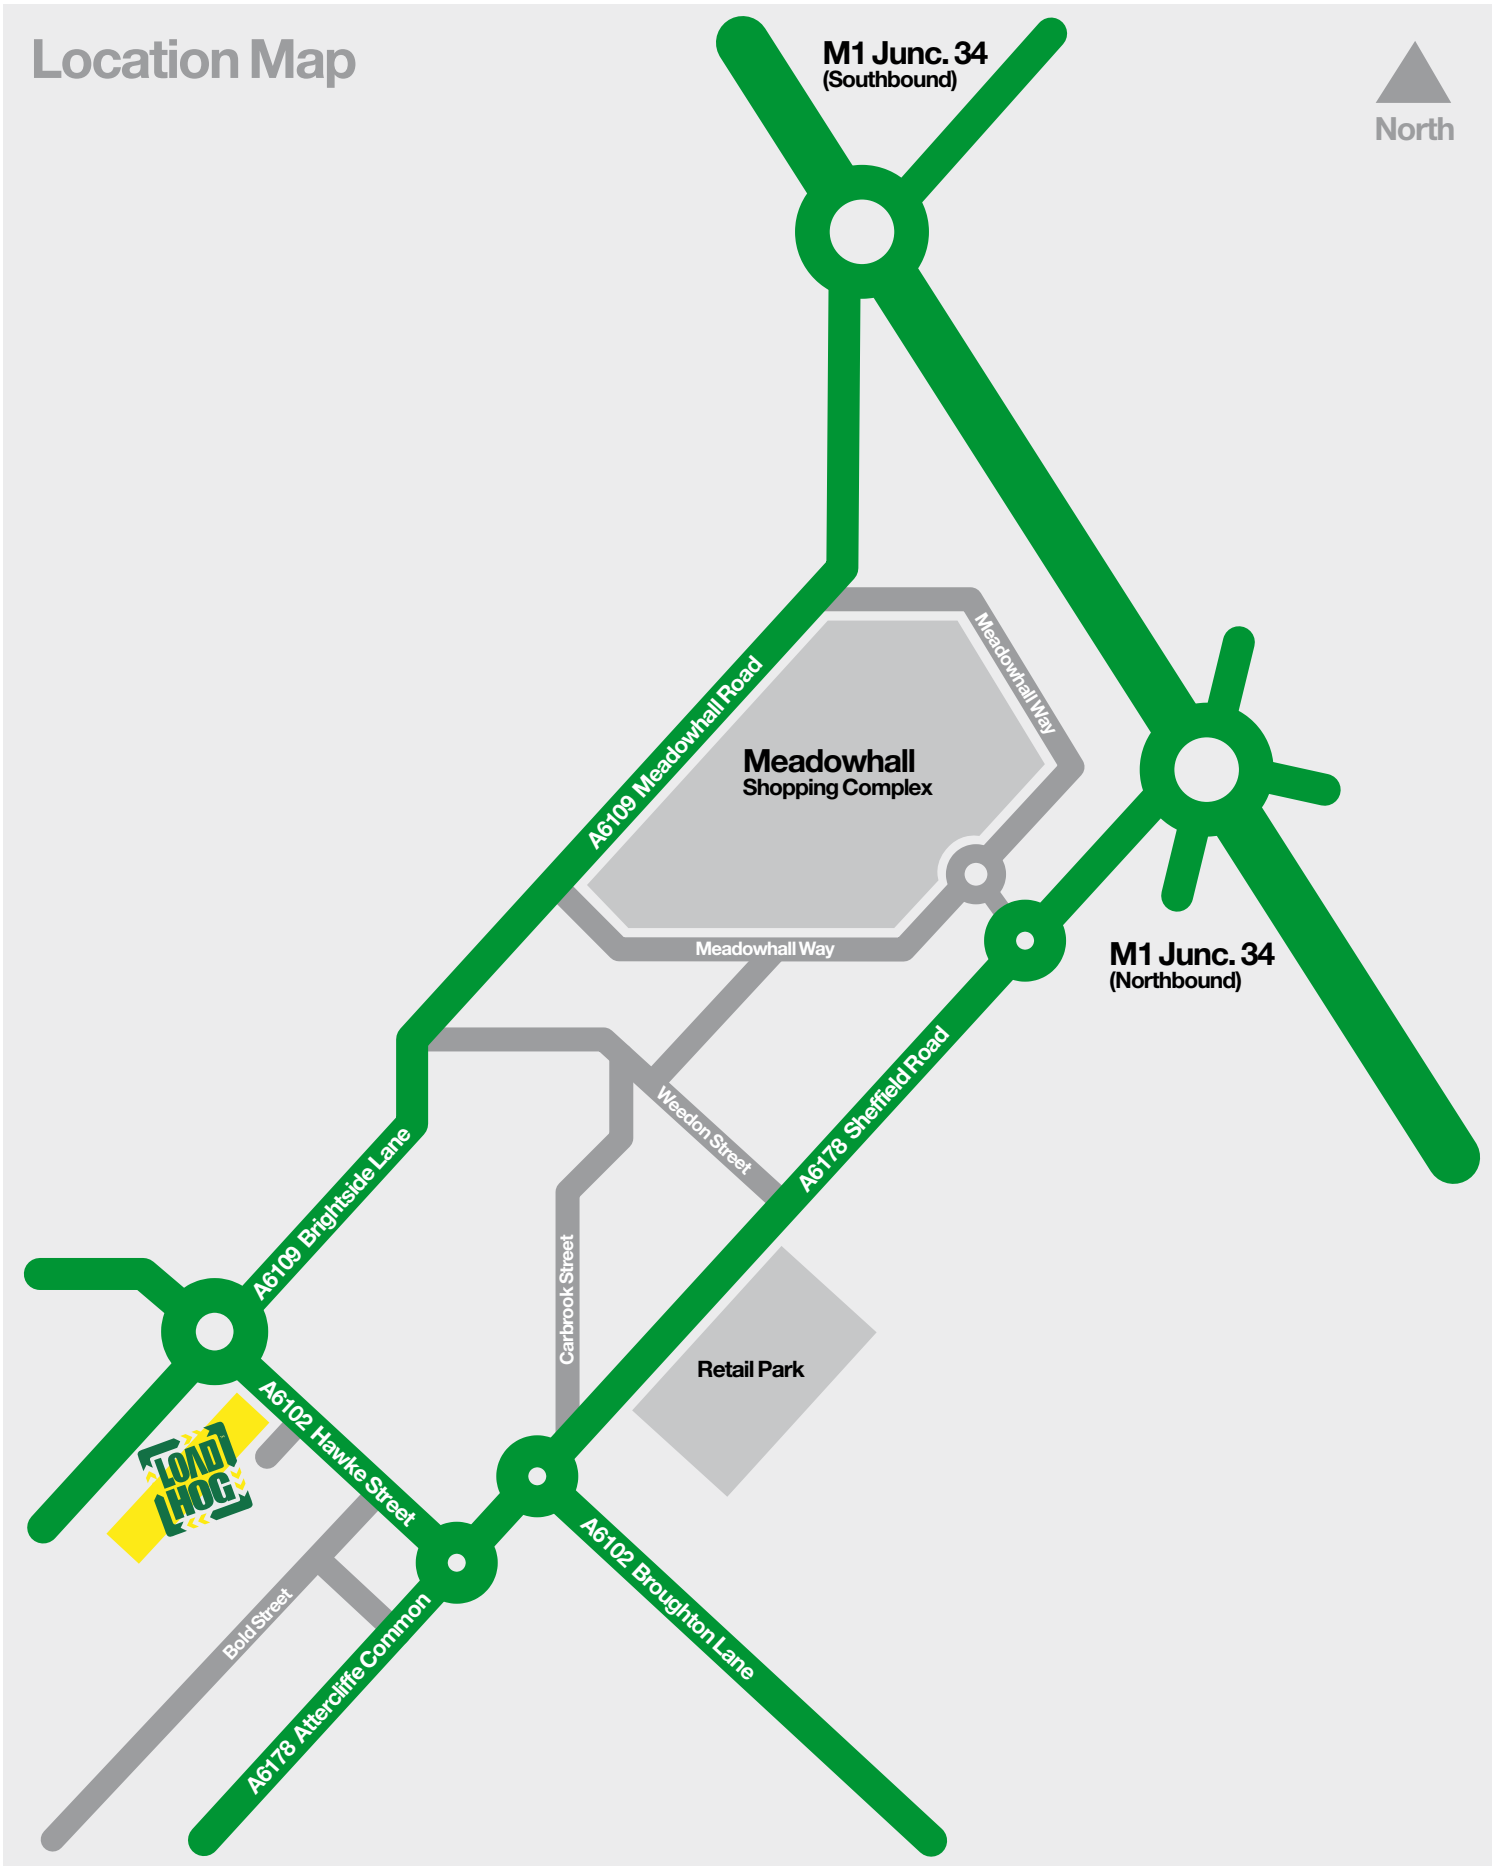 Location Map
M1 Junc. 34
(Southbound)
North
Meadowhall Way
A6109 Meadowhall Road
Meadowhall
Shopping Complex
Meadowhall Way
M1 Junc. 34
(Northbound)
A6178 Sheffield Road
Weedon Street
A6109 Brightside Lane
Carbrook Street
Retail Park
A6102 Hawke Street
LOAD
HOG
A6102 Broughton Lane
Bold Street
A6178 Attercliffe Common